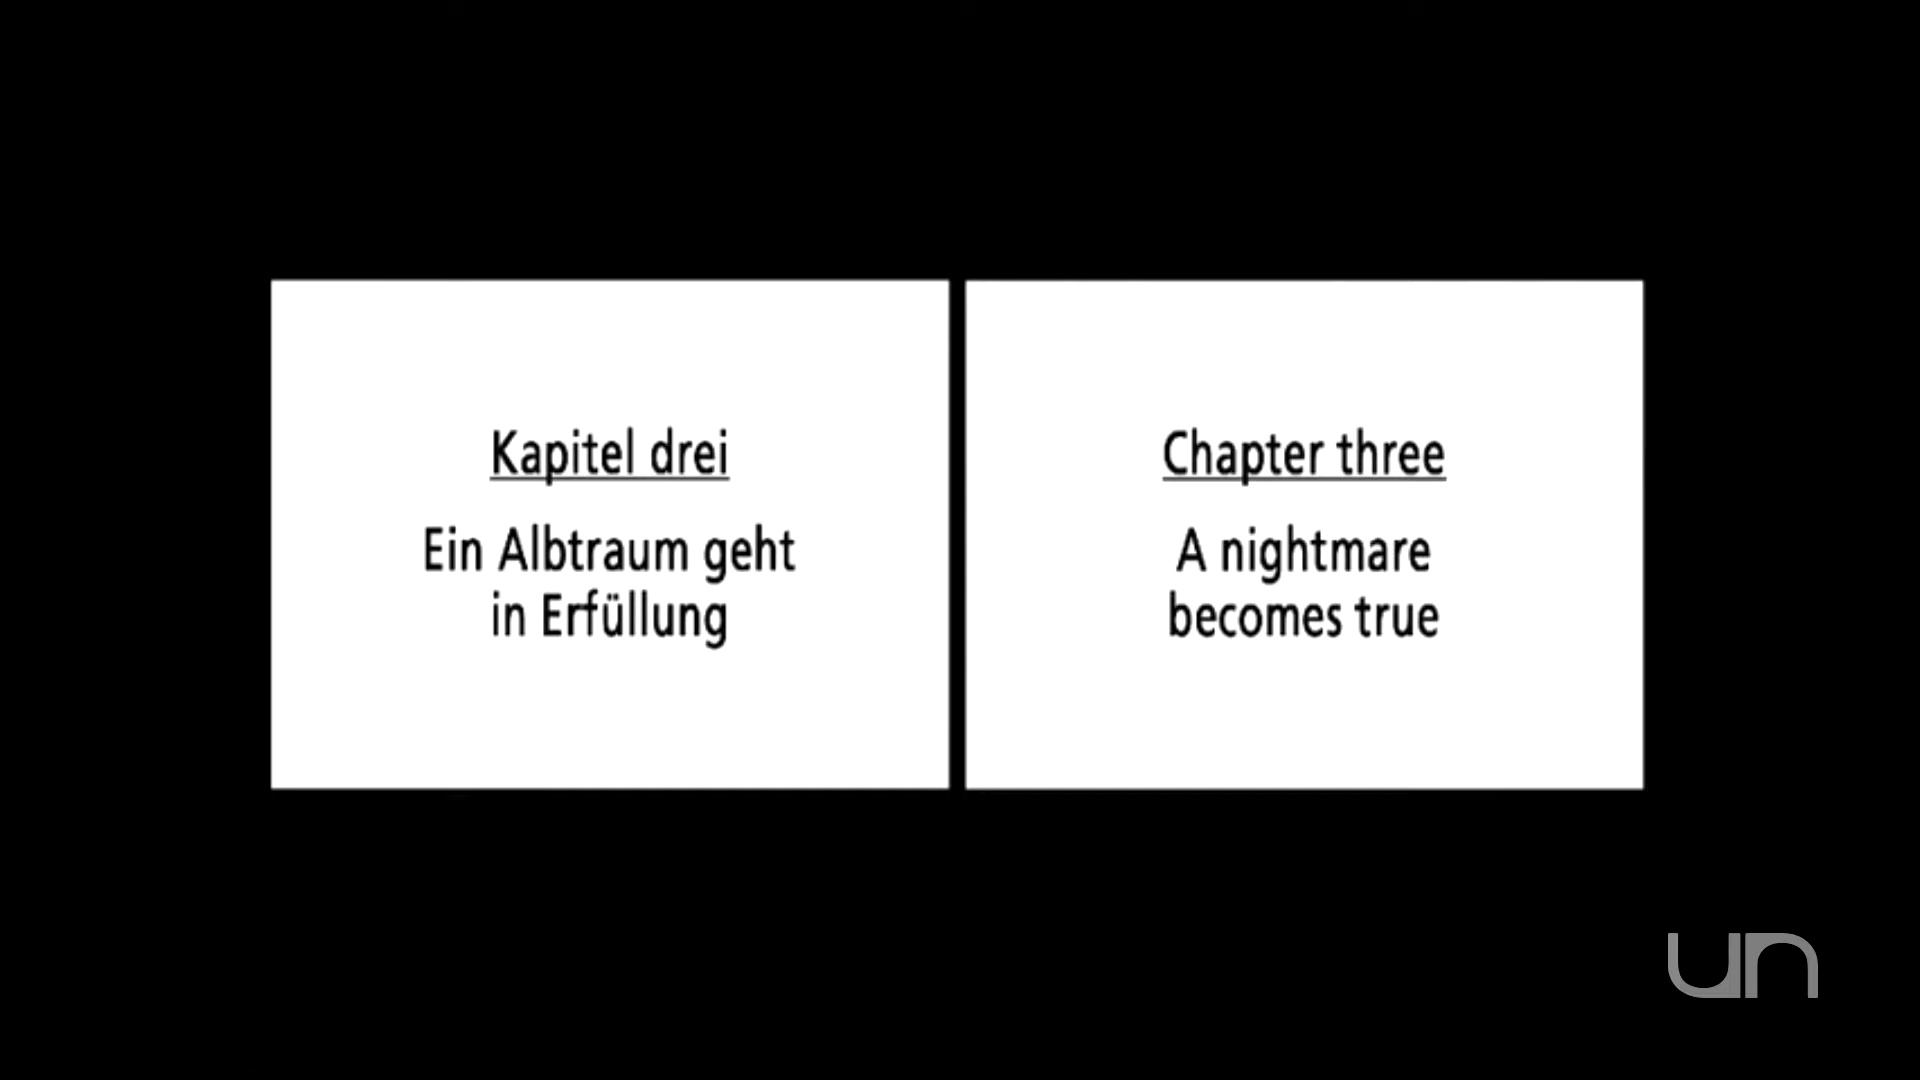 Kapitel drei
Ein Albtraum geht
in Erfüllung
Chapter three
A nightmare
becomes true
un